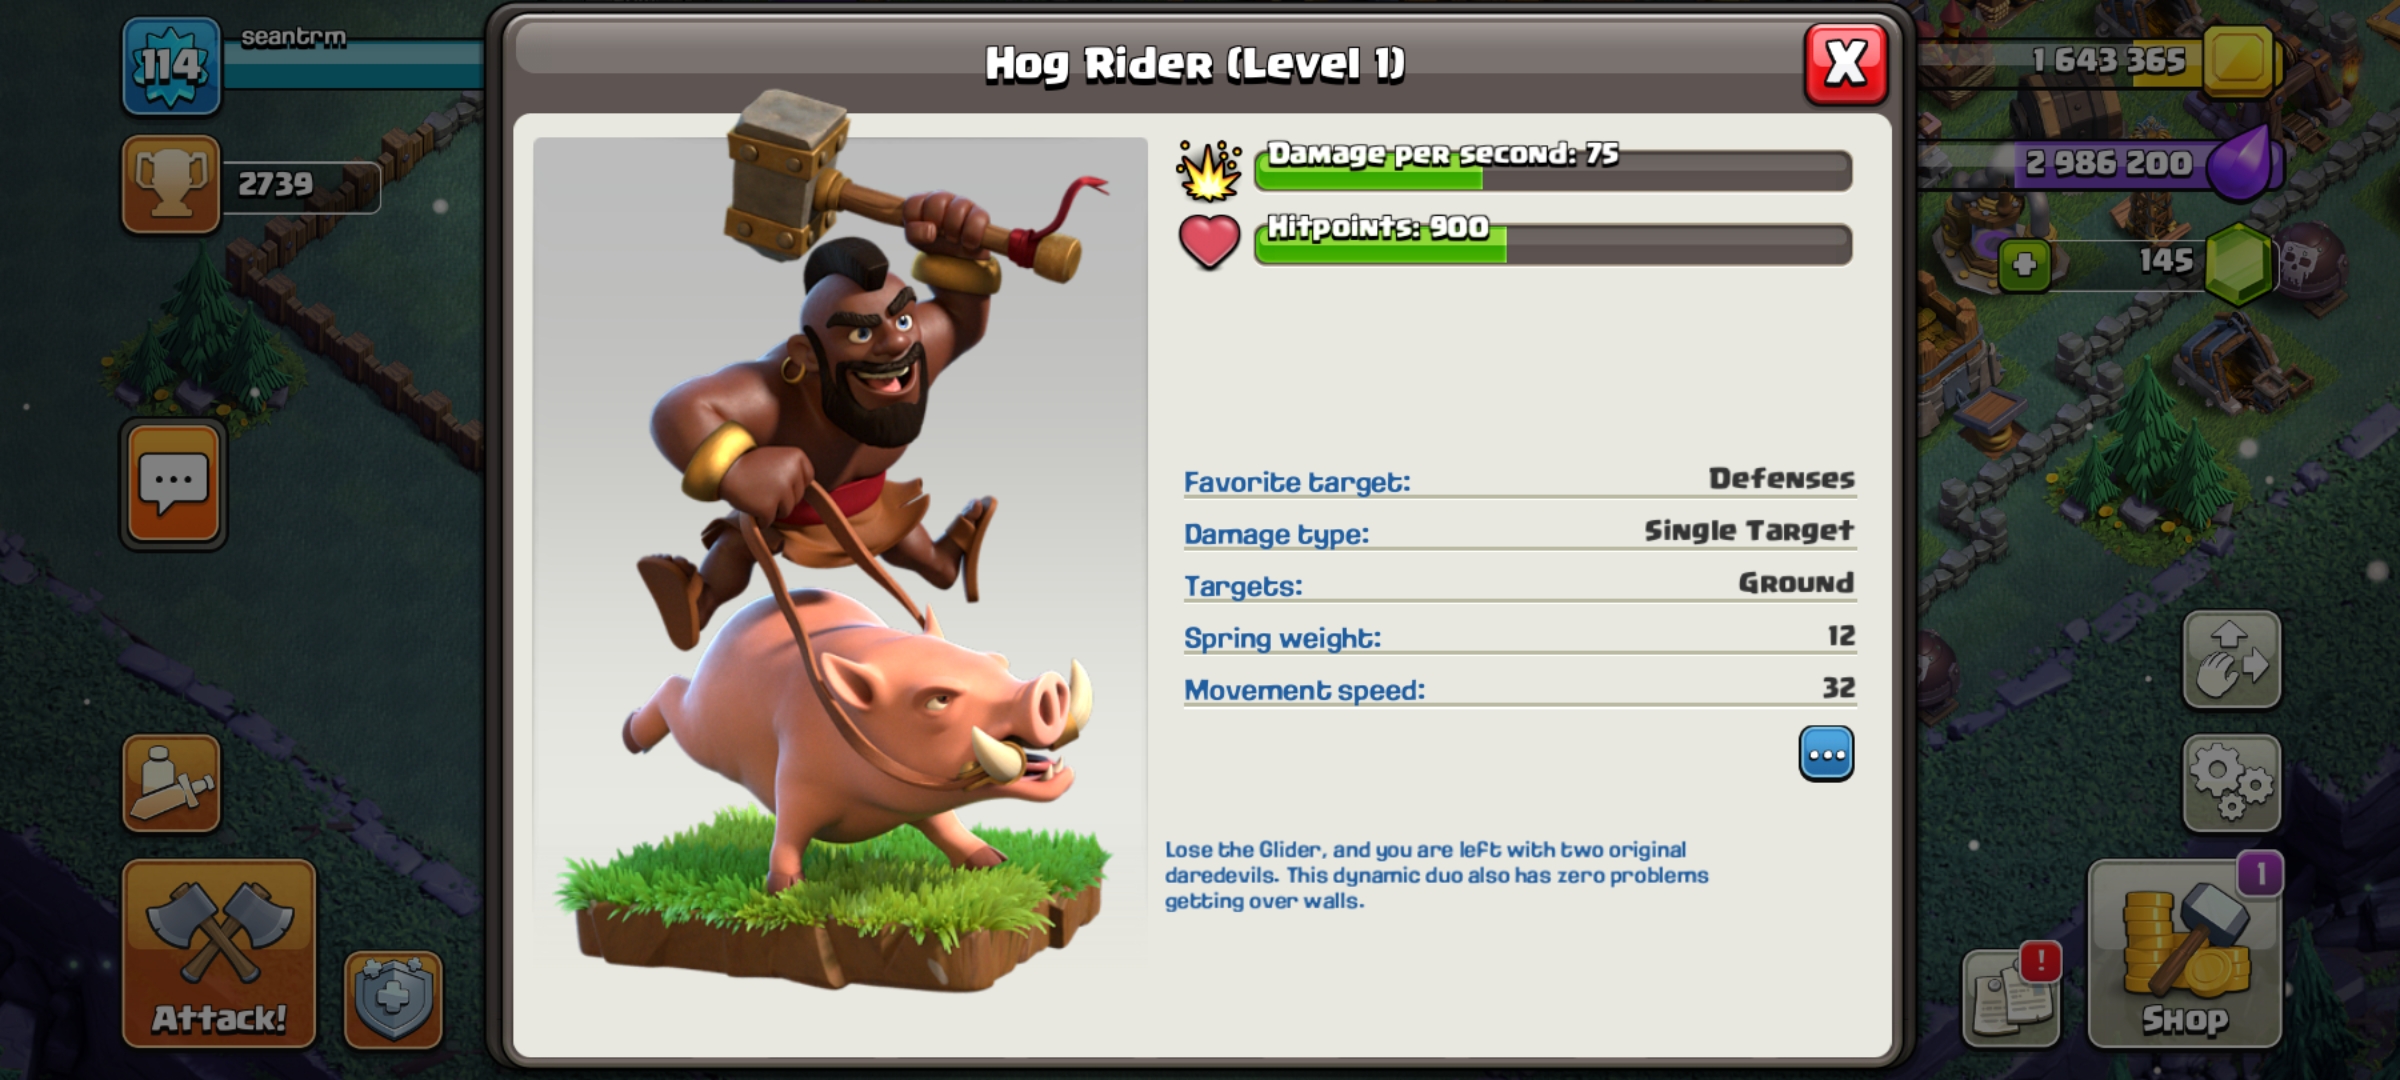 114
seantrm
2739
Attack!
Hog Rider (Level 1)
X
Damage per second: 75
Hitpoints: 900
Favorite target: Defenses
Damage type: Single Target
Targets: Ground
Spring weight: 12
Movement speed: 32
Lose the Glider, and you are left with two original
daredevils. This dynamic duo also has zero problems
getting over walls.
1 643 365
2 986 200
145
!
1
Shop